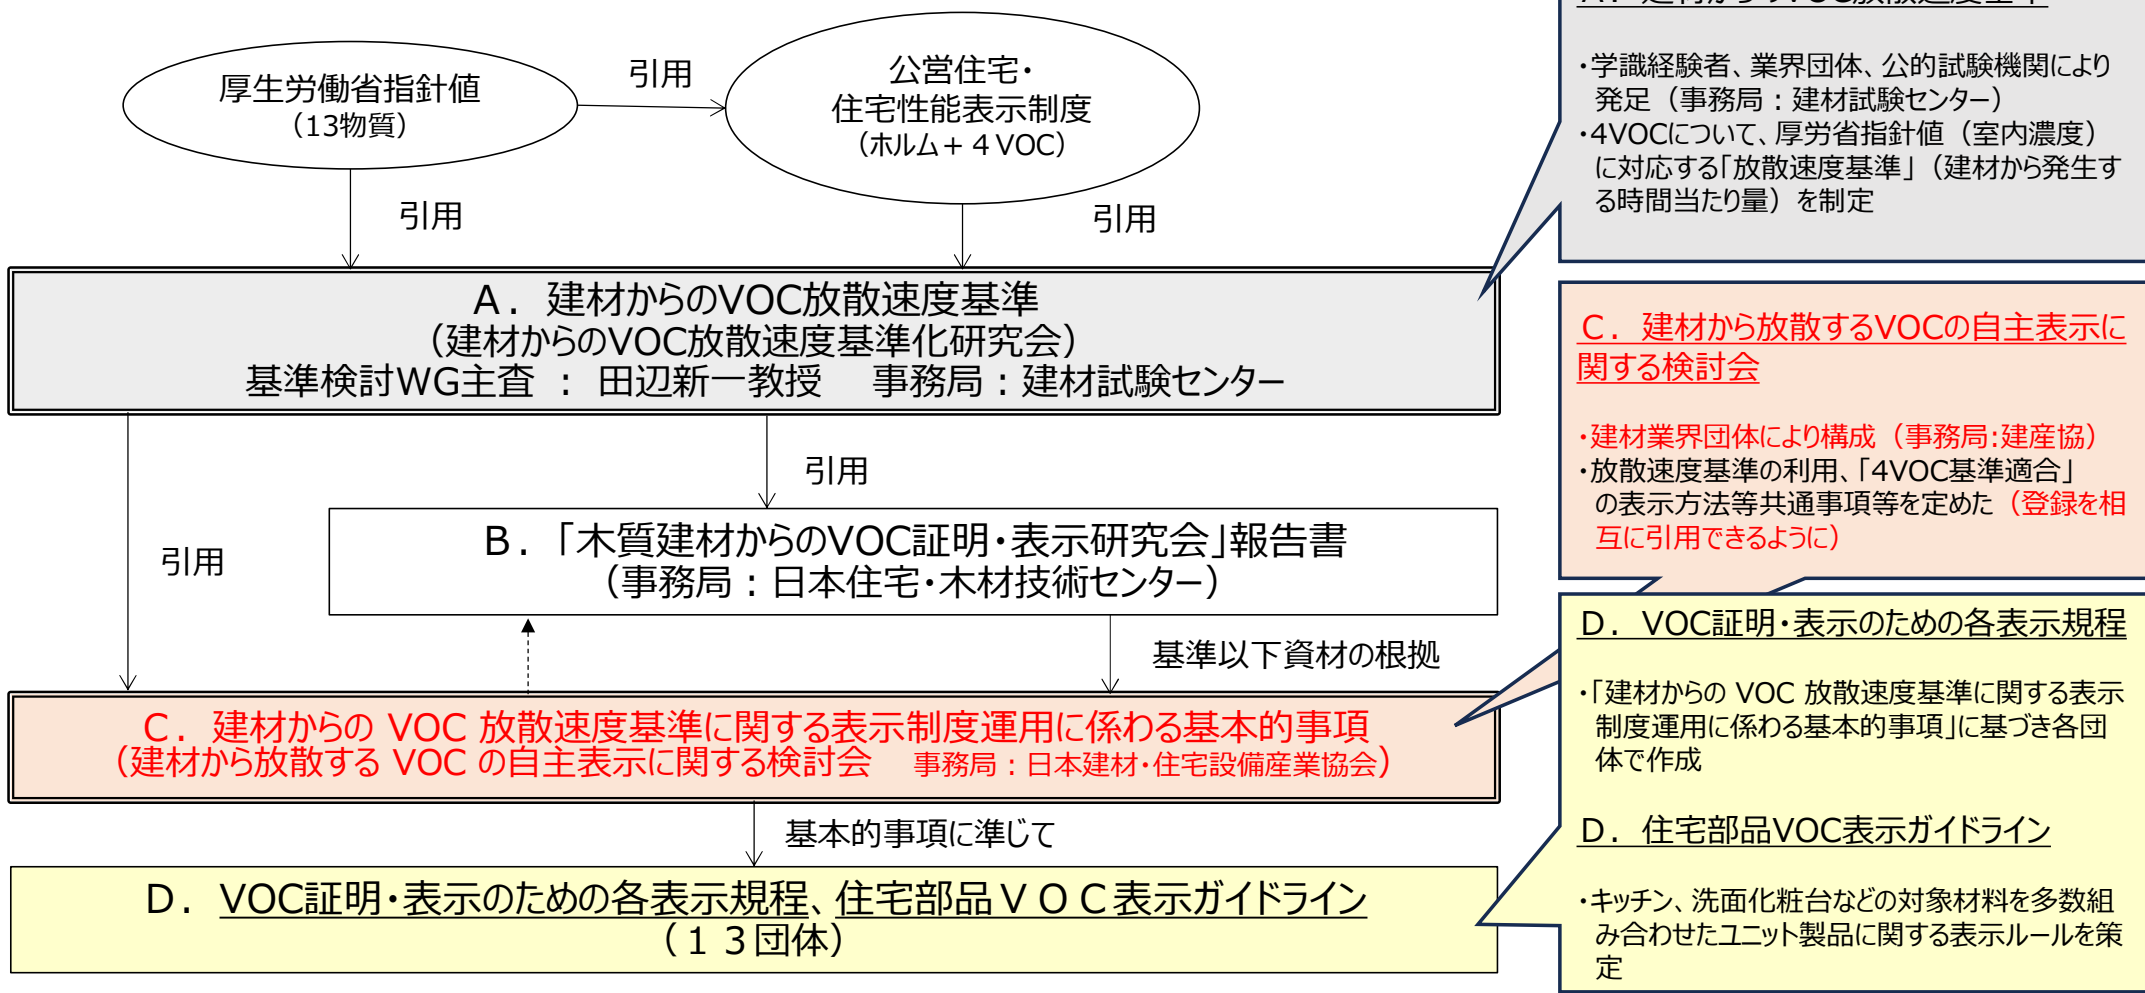 厚生労働省指針値
（13物質）
引用
公営住宅・
住宅性能表示制度
（ホルム＋４VOC）
引用
引用
A．建材からのVOC放散速度基準
（建材からのVOC放散速度基準化研究会）
基準検討WG主査 ： 田辺新一教授　事務局：建材試験センター
引用
引用
B．「木質建材からのVOC証明・表示研究会」報告書
（事務局：日本住宅・木材技術センター）
基準以下資材の根拠
C．建材からの VOC 放散速度基準に関する表示制度運用に係わる基本的事項
（建材から放散する VOC の自主表示に関する検討会　事務局：日本建材・住宅設備産業協会）
基本的事項に準じて
D．VOC証明・表示のための各表示規程、住宅部品ＶＯＣ表示ガイドライン
（１３団体）
A．建材からのVOC放散速度基準
・学識経験者、業界団体、公的試験機関により
発足（事務局：建材試験センター）
・4VOCについて、厚労省指針値（室内濃度）
に対応する「放散速度基準」（建材から発生す
る時間当たり量）を制定
C．建材から放散するVOCの自主表示に
関する検討会
・建材業界団体により構成（事務局:建産協）
・放散速度基準の利用、「4VOC基準適合」
の表示方法等共通事項等を定めた（登録を相
互に引用できるように）
D．VOC証明・表示のための各表示規程
・「建材からの VOC 放散速度基準に関する表示
制度運用に係わる基本的事項」に基づき各団
体で作成
D．住宅部品VOC表示ガイドライン
・キッチン、洗面化粧台などの対象材料を多数組
み合わせたユニット製品に関する表示ルールを策
定